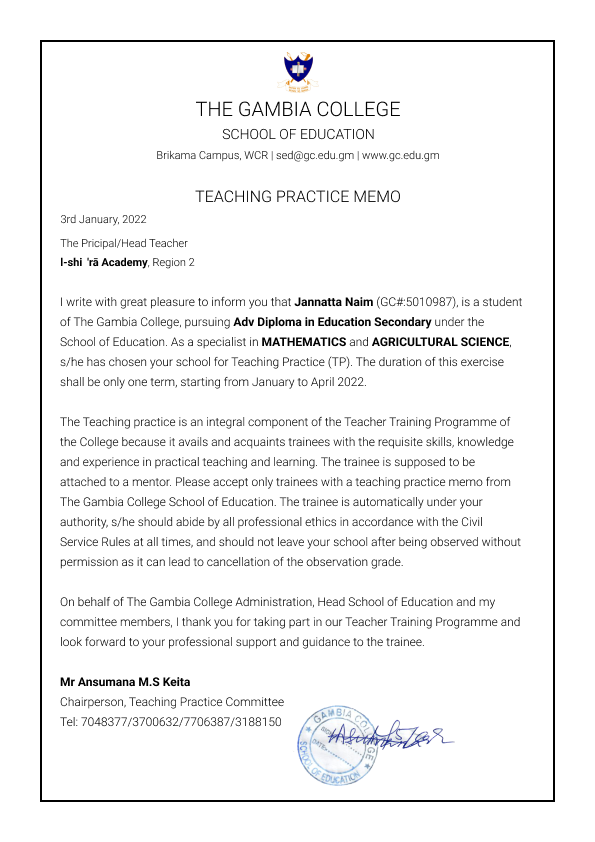 THE GAMBIA COLLEGE
SCHOOL OF EDUCATION
Brikama Campus, WCR | sed@gc.edu.gm | www.gc.edu.gm
TEACHING PRACTICE MEMO
3rd January, 2022
The Pricipal/Head Teacher
l-shi 'rā Academy, Region 2
I write with great pleasure to inform you that Jannatta Naim (GC#:5010987), is a student
of The Gambia College, pursuing Adv Diploma in Education Secondary under the
School of Education. As a specialist in MATHEMATICS and AGRICULTURAL SCIENCE,
s/he has chosen your school for Teaching Practice (TP). The duration of this exercise
shall be only one term, starting from January to April 2022.
The Teaching practice is an integral component of the Teacher Training Programme of
the College because it avails and acquaints trainees with the requisite skills, knowledge
and experience in practical teaching and learning. The trainee is supposed to be
attached to a mentor. Please accept only trainees with a teaching practice memo from
The Gambia College School of Education. The trainee is automatically under your
authority, s/he should abide by all professional ethics in accordance with the Civil
Service Rules at all times, and should not leave your school after being observed without
permission as it can lead to cancellation of the observation grade.
On behalf of The Gambia College Administration, Head School of Education and my
committee members, I thank you for taking part in our Teacher Training Programme and
look forward to your professional support and guidance to the trainee.
Mr Ansumana M.S Keita
Chairperson, Teaching Practice Committee
Tel: 7048377/3700632/7706387/3188150
GAMBIA COLLEGE
SCHOOL OF EDUCATION